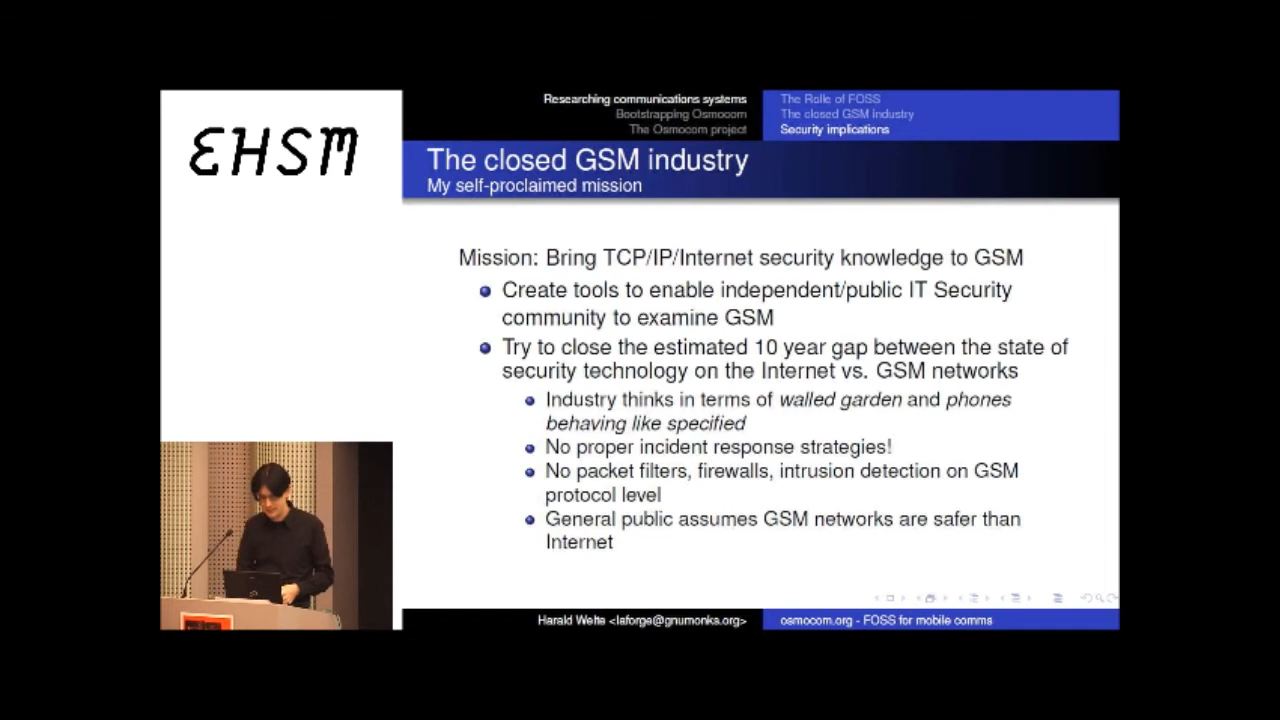 EHSM
Researching communications systems
Bootstrapping Osmocom
The Osmocom project
The Rolle of FOSS
The closed GSM industry
Security implications
The closed GSM industry
My self-proclaimed mission
Mission: Bring TCP/IP/Internet security knowledge to GSM
Create tools to enable independent/public IT Security
community to examine GSM
Try to close the estimated 10 year gap between the state of
security technology on the Internet vs. GSM networks
Industry thinks in terms of walled garden and phones
behaving like specified
No proper incident response strategies!
No packet filters, firewalls, intrusion detection on GSM
protocol level
General public assumes GSM networks are safer than
Internet
Harald Welte <laforge@gnumonks.org>
osmocom.org - FOSS for mobile comms